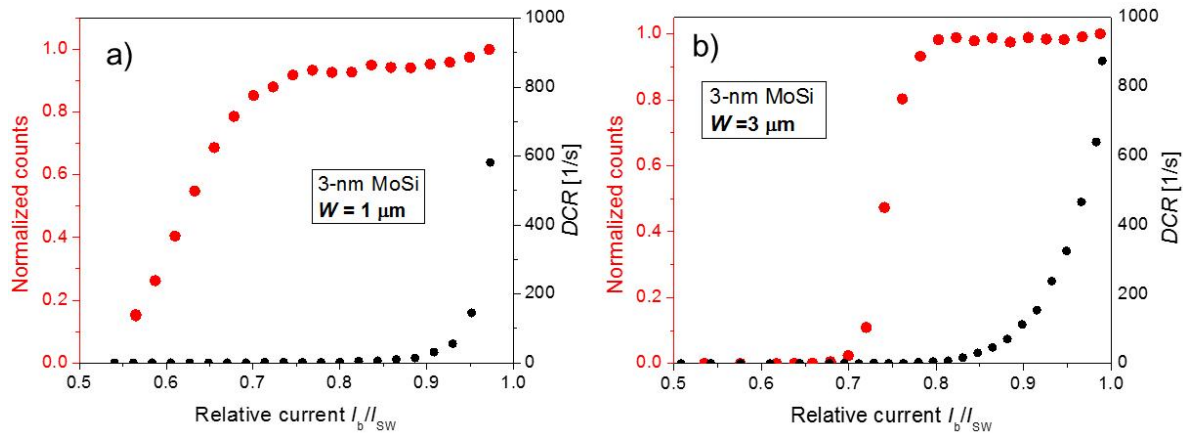 a)
1.0
0.8
0.6
0.4
0.2
0.0
Normalized counts
3-nm MoSi
W = 1 μm
1000
800
600
400
200
0
DCR [1/s]
0.5 0.6 0.7 0.8 0.9 1.0
Relative current I_b/I_SW
b)
1.0
0.8
0.6
0.4
0.2
0.0
Normalized counts
3-nm MoSi
W =3 μm
1000
800
600
400
200
0
DCR [1/s]
0.5 0.6 0.7 0.8 0.9 1.0
Relative current I_b/I_SW